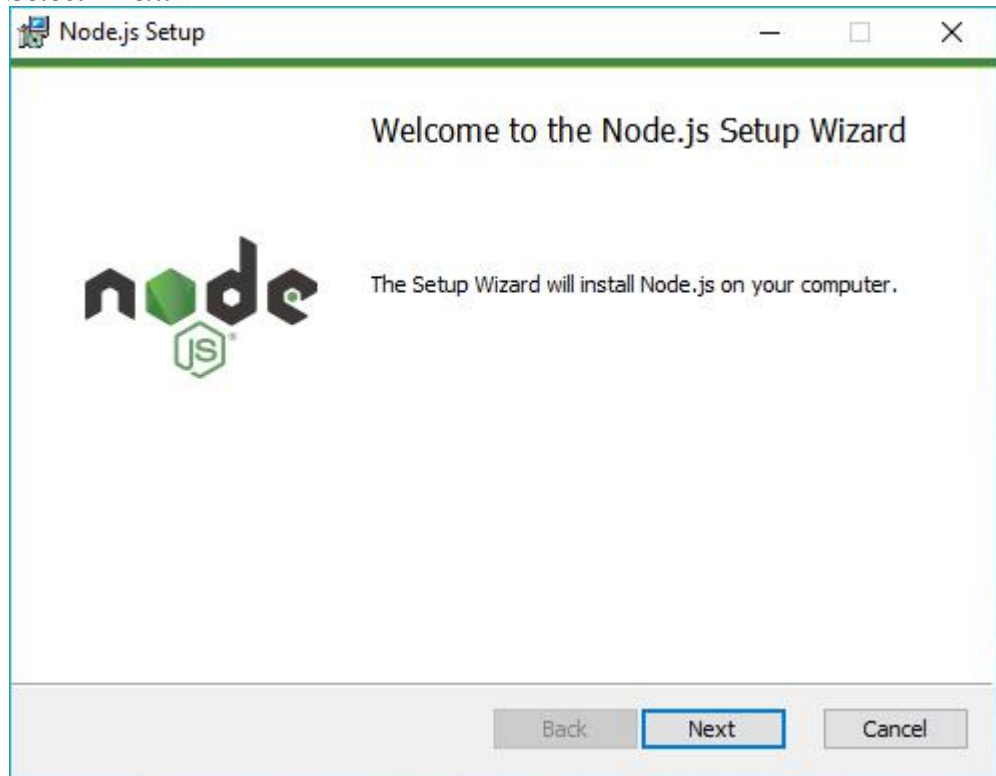 Node.js Setup
Welcome to the Node.js Setup Wizard
node
JS
The Setup Wizard will install Node.js on your computer.
Back Next Cancel